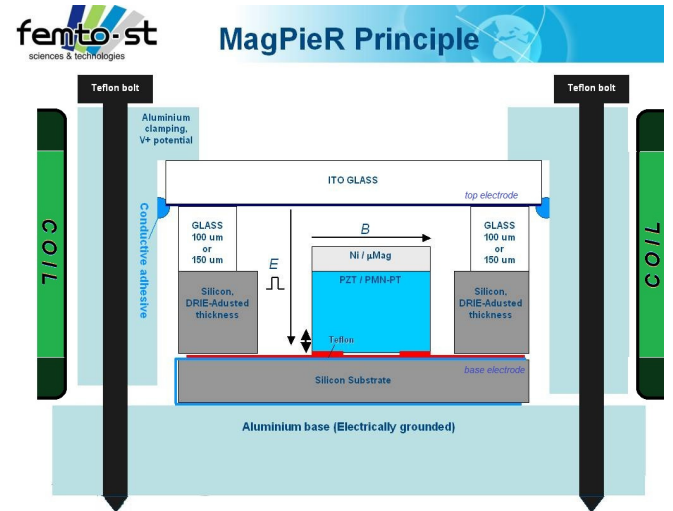 femto-st
sciences & technologies
MagPieR Principle
Teflon bolt
Teflon bolt
Aluminium
clamping,
V+ potential
ITO GLASS
top electrode
Conductive adhesive
GLASS
100 um
or
150 um
B
GLASS
100 um
or
150 um
COIL
COIL
E
Ni / µMag
PZT / PMN-PT
Silicon,
DRIE-Adusted
thickness
Silicon,
DRIE-Adusted
thickness
Teflon
base electrode
Silicon Substrate
Aluminium base (Electrically grounded)